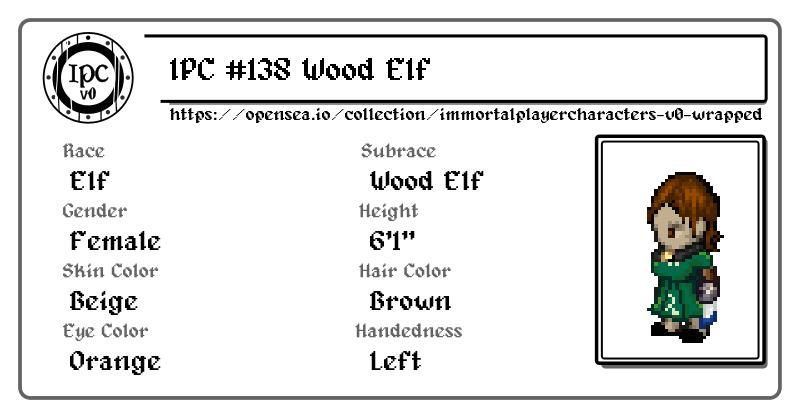 IPC
v0
IPC #138 Wood Elf
https://opensea.io/collection/immortalplayercharacters-v0-wrapped
Race
Subrace
Elf
Wood Elf
Gender
Height
Female
6'1"
Skin Color
Hair Color
Beige
Brown
Eye Color
Handedness
Orange
Left